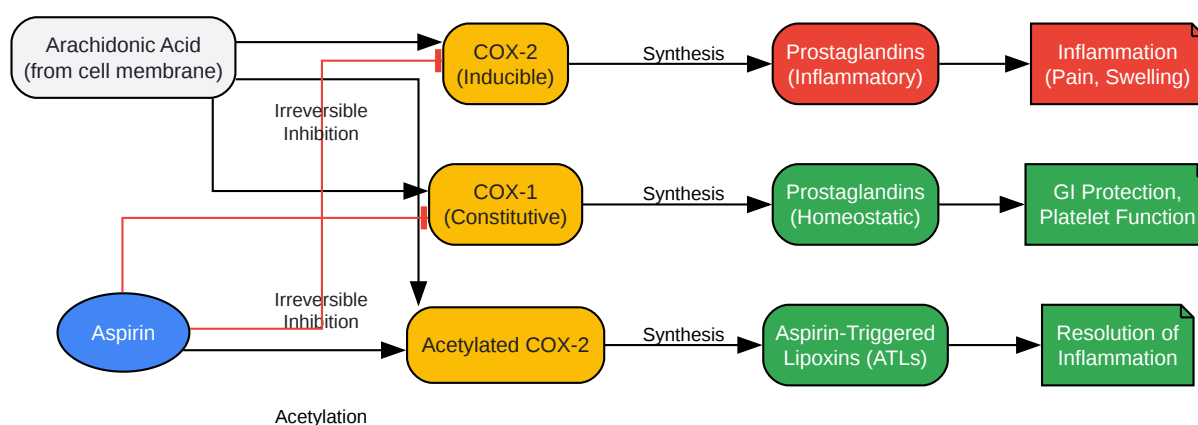 Arachidonic Acid
(from cell membrane)
COX-2
(Inducible)
Synthesis
Prostaglandins
(Inflammatory)
Inflammation
(Pain, Swelling)
Irreversible
Inhibition
COX-1
(Constitutive)
Synthesis
Prostaglandins
(Homeostatic)
GI Protection,
Platelet Function
Irreversible
Inhibition
Aspirin
Acetylated COX-2
Synthesis
Aspirin-Triggered
Lipoxins (ATLs)
Resolution of
Inflammation
Acetylation